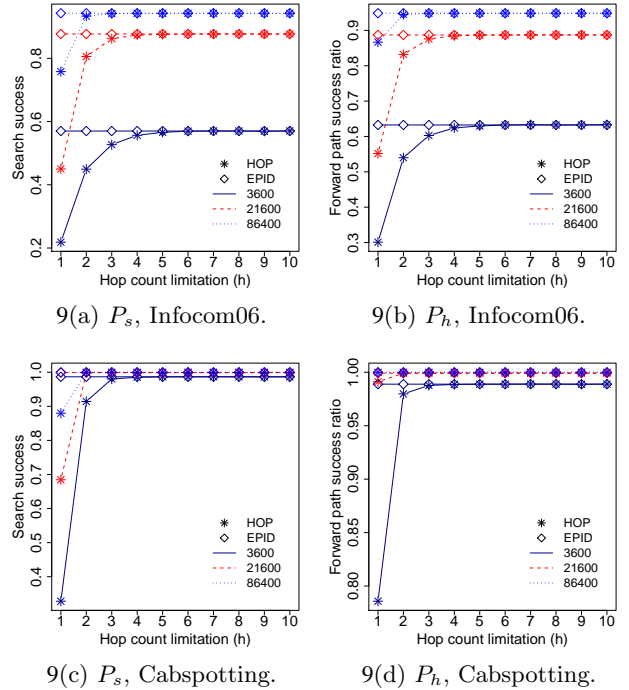 Search success
0.2 0.4 0.6 0.8
HOP
EPID
3600
21600
86400
1 2 3 4 5 6 7 8 9 10
Hop count limitation (h)
9(a) Ps, Infocom06.
Forward path success ratio
0.3 0.4 0.5 0.6 0.7 0.8 0.9
HOP
EPID
3600
21600
86400
1 2 3 4 5 6 7 8 9 10
Hop count limitation (h)
9(b) Ph, Infocom06.
Search success
0.4 0.5 0.6 0.7 0.8 0.9 1.0
HOP
EPID
3600
21600
86400
1 2 3 4 5 6 7 8 9 10
Hop count limitation (h)
9(c) Ps, Cabspotting.
Forward path success ratio
0.80 0.85 0.90 0.95 1.00
HOP
EPID
3600
21600
86400
1 2 3 4 5 6 7 8 9 10
Hop count limitation (h)
9(d) Ph, Cabspotting.